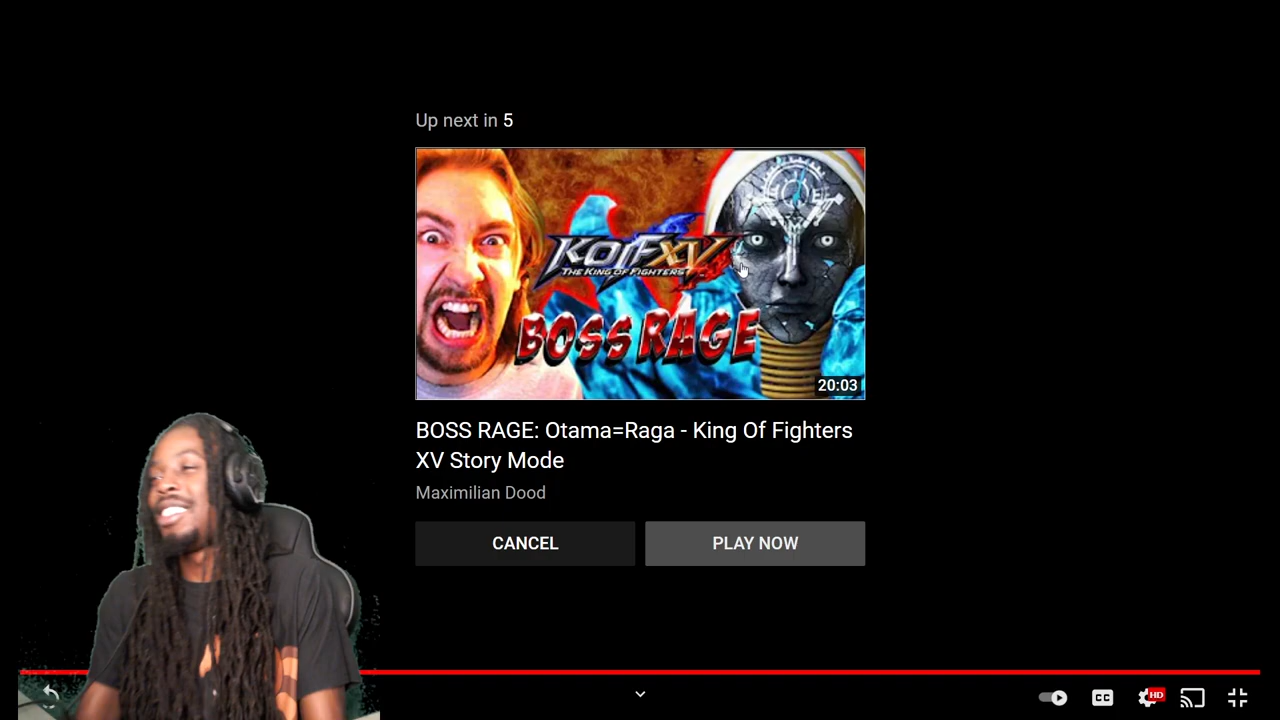 Up next in 5
KOFXV
THE KING OF FIGHTERS
BOSS RAGE
20:03
BOSS RAGE: Otama=Raga - King Of Fighters
XV Story Mode
Maximilian Dood
CANCEL
PLAY NOW
CC
HD